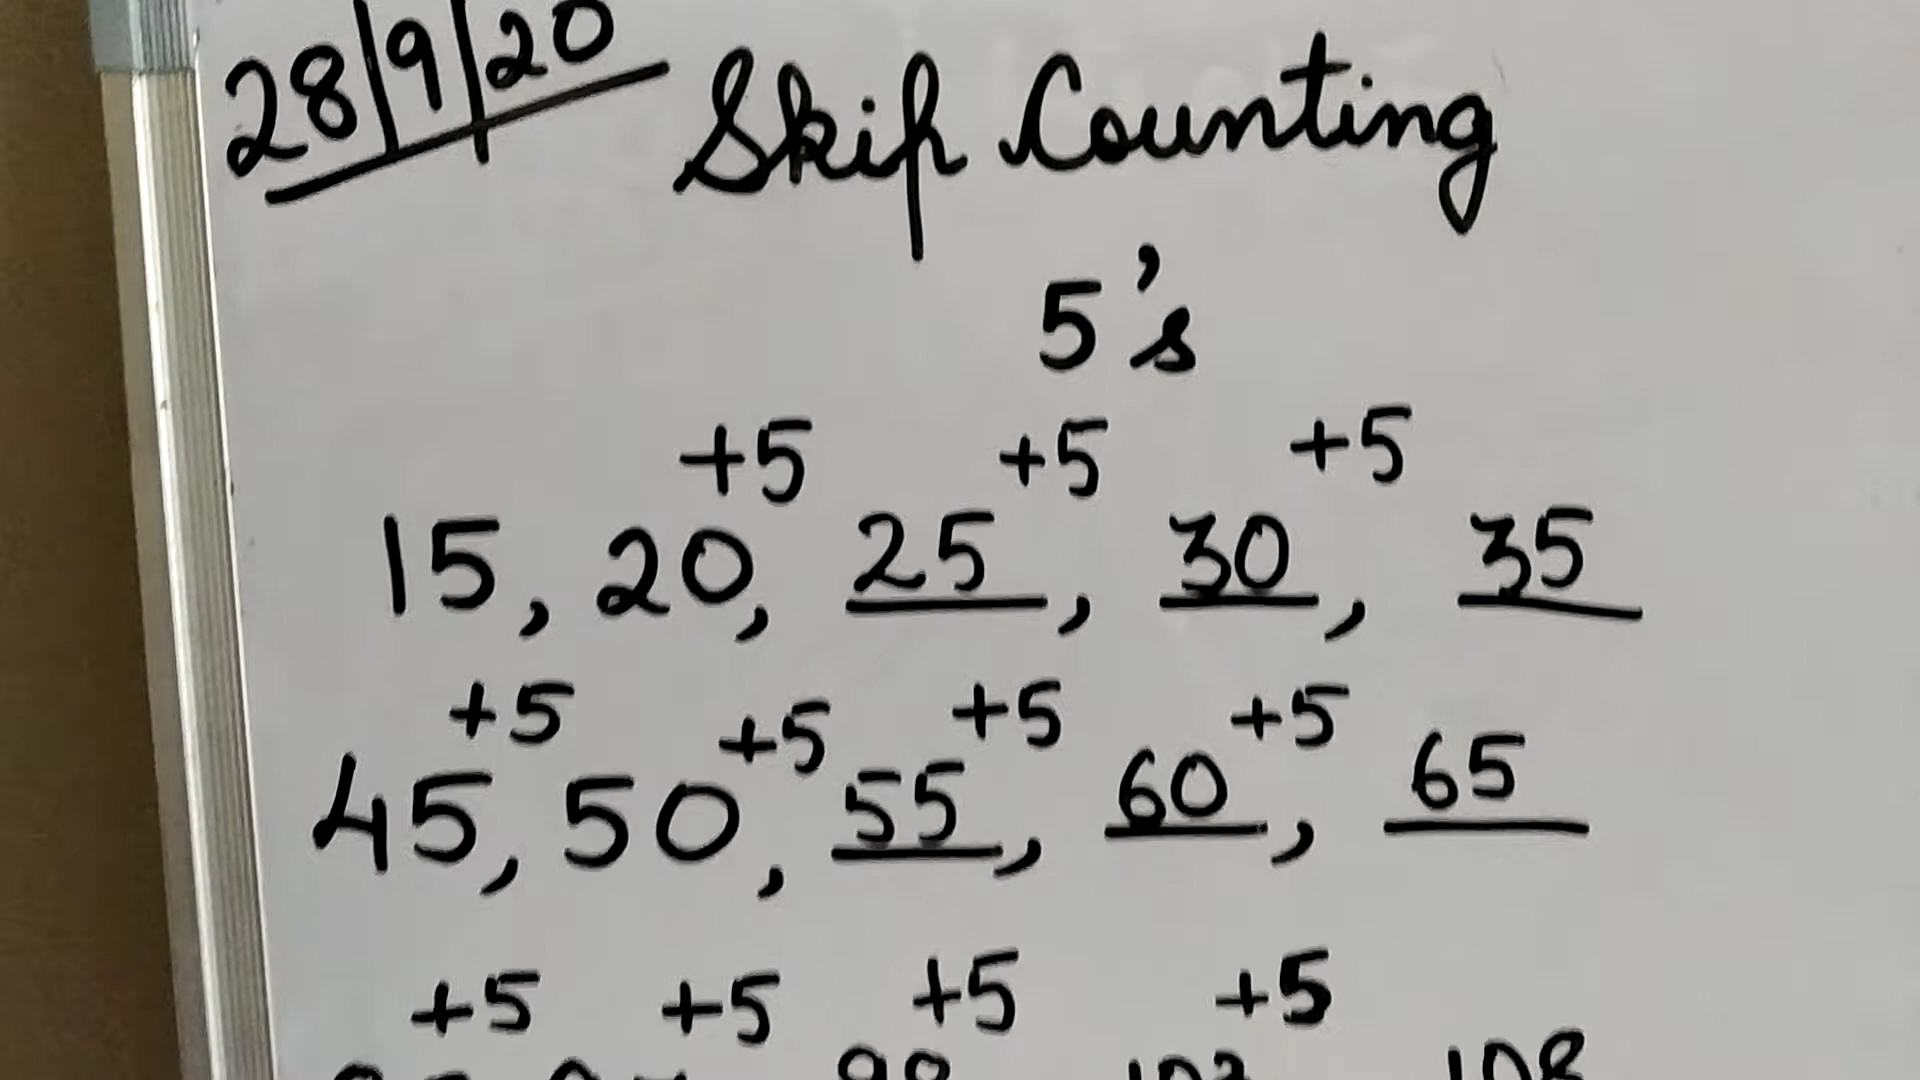 28/9/20 Skip Counting
5's
+5 +5 +5
15, 20, 25, 30, 35
+5 +5 +5 +5
45, 50, 55, 60, 65
+5 +5 +5 +5
108